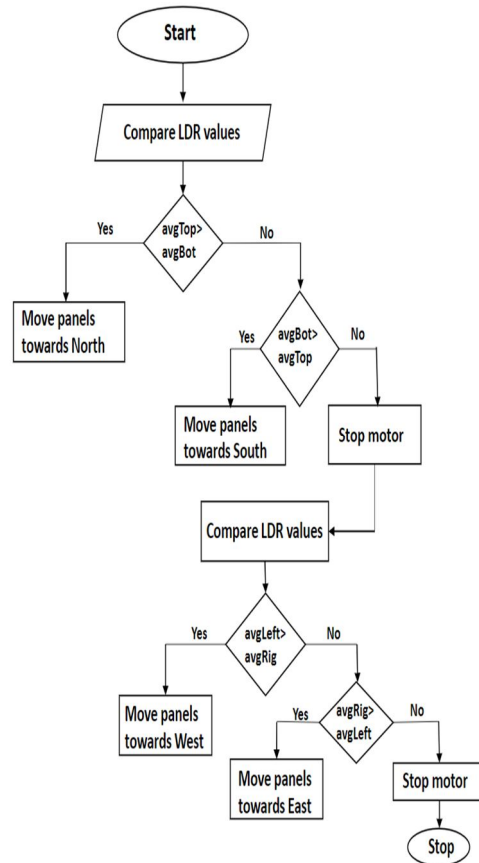 Start
Compare LDR values
avgTop>
avgBot
Yes
No
Move panels
towards North
avgBot>
avgTop
Yes
No
Move panels
towards South
Stop motor
Compare LDR values
avgLeft>
avgRig
Yes
No
Move panels
towards West
avgRig>
avgLeft
Yes
No
Move panels
towards East
Stop motor
Stop